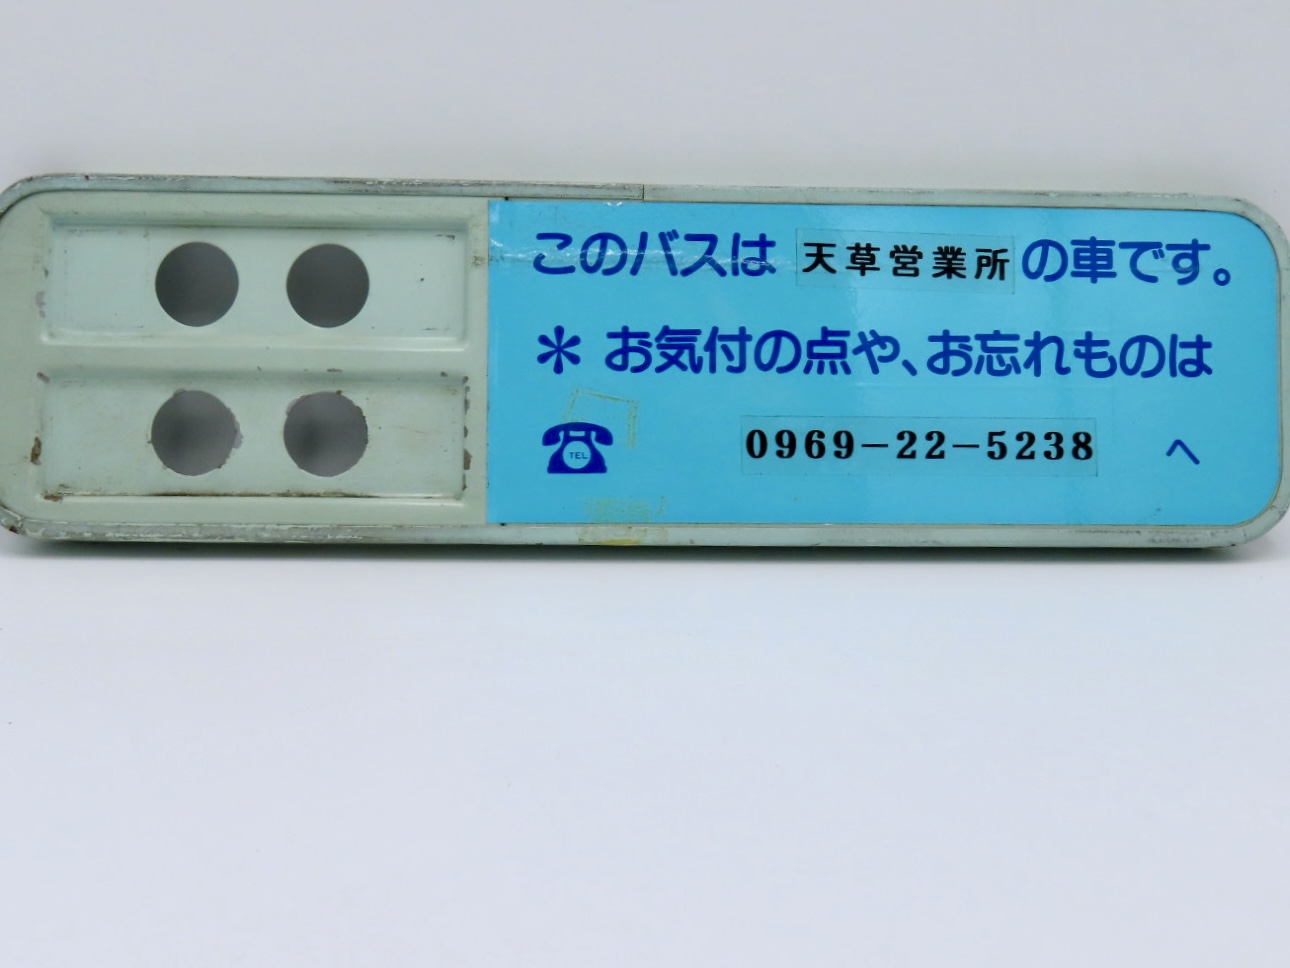 このバスは 天草営業所 の車です。
＊ お気付の点や、お忘れものは
TEL 0969-22-5238 へ